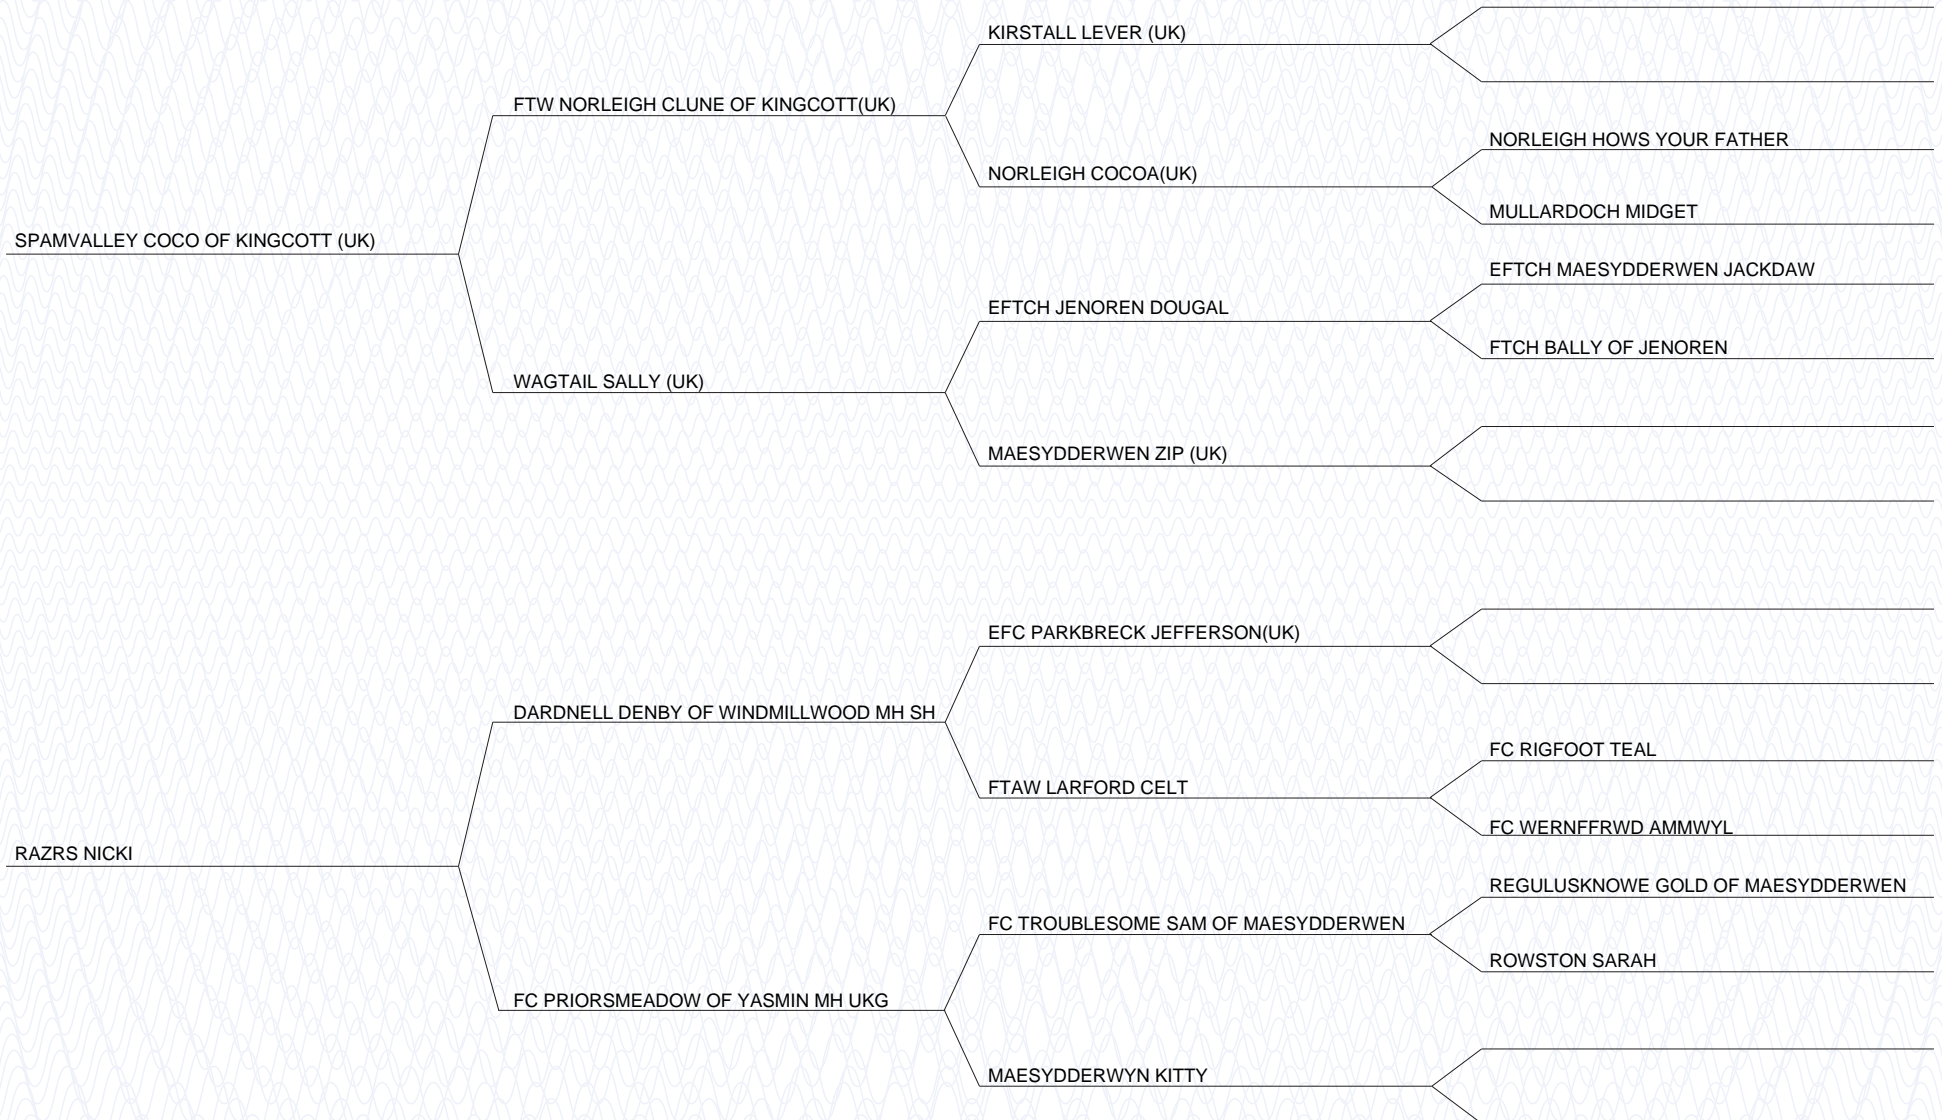 KIRSTALL LEVER (UK)
FTW NORLEIGH CLUNE OF KINGCOTT(UK)
NORLEIGH HOWS YOUR FATHER
NORLEIGH COCOA(UK)
MULLARDOCH MIDGET
SPAMVALLEY COCO OF KINGCOTT (UK)
EFTCH MAESYDDERWEN JACKDAW
EFTCH JENOREN DOUGAL
FTCH BALLY OF JENOREN
WAGTAIL SALLY (UK)
MAESYDDERWEN ZIP (UK)
EFC PARKBRECK JEFFERSON(UK)
DARDNELL DENBY OF WINDMILLWOOD MH SH
FC RIGFOOT TEAL
FTAW LARFORD CELT
FC WERNFFRWD AMMWYL
RAZRS NICKI
REGULUSKNOWE GOLD OF MAESYDDERWEN
FC TROUBLESOME SAM OF MAESYDDERWEN
ROWSTON SARAH
FC PRIORSMEADOW OF YASMIN MH UKG
MAESYDDERWYN KITTY